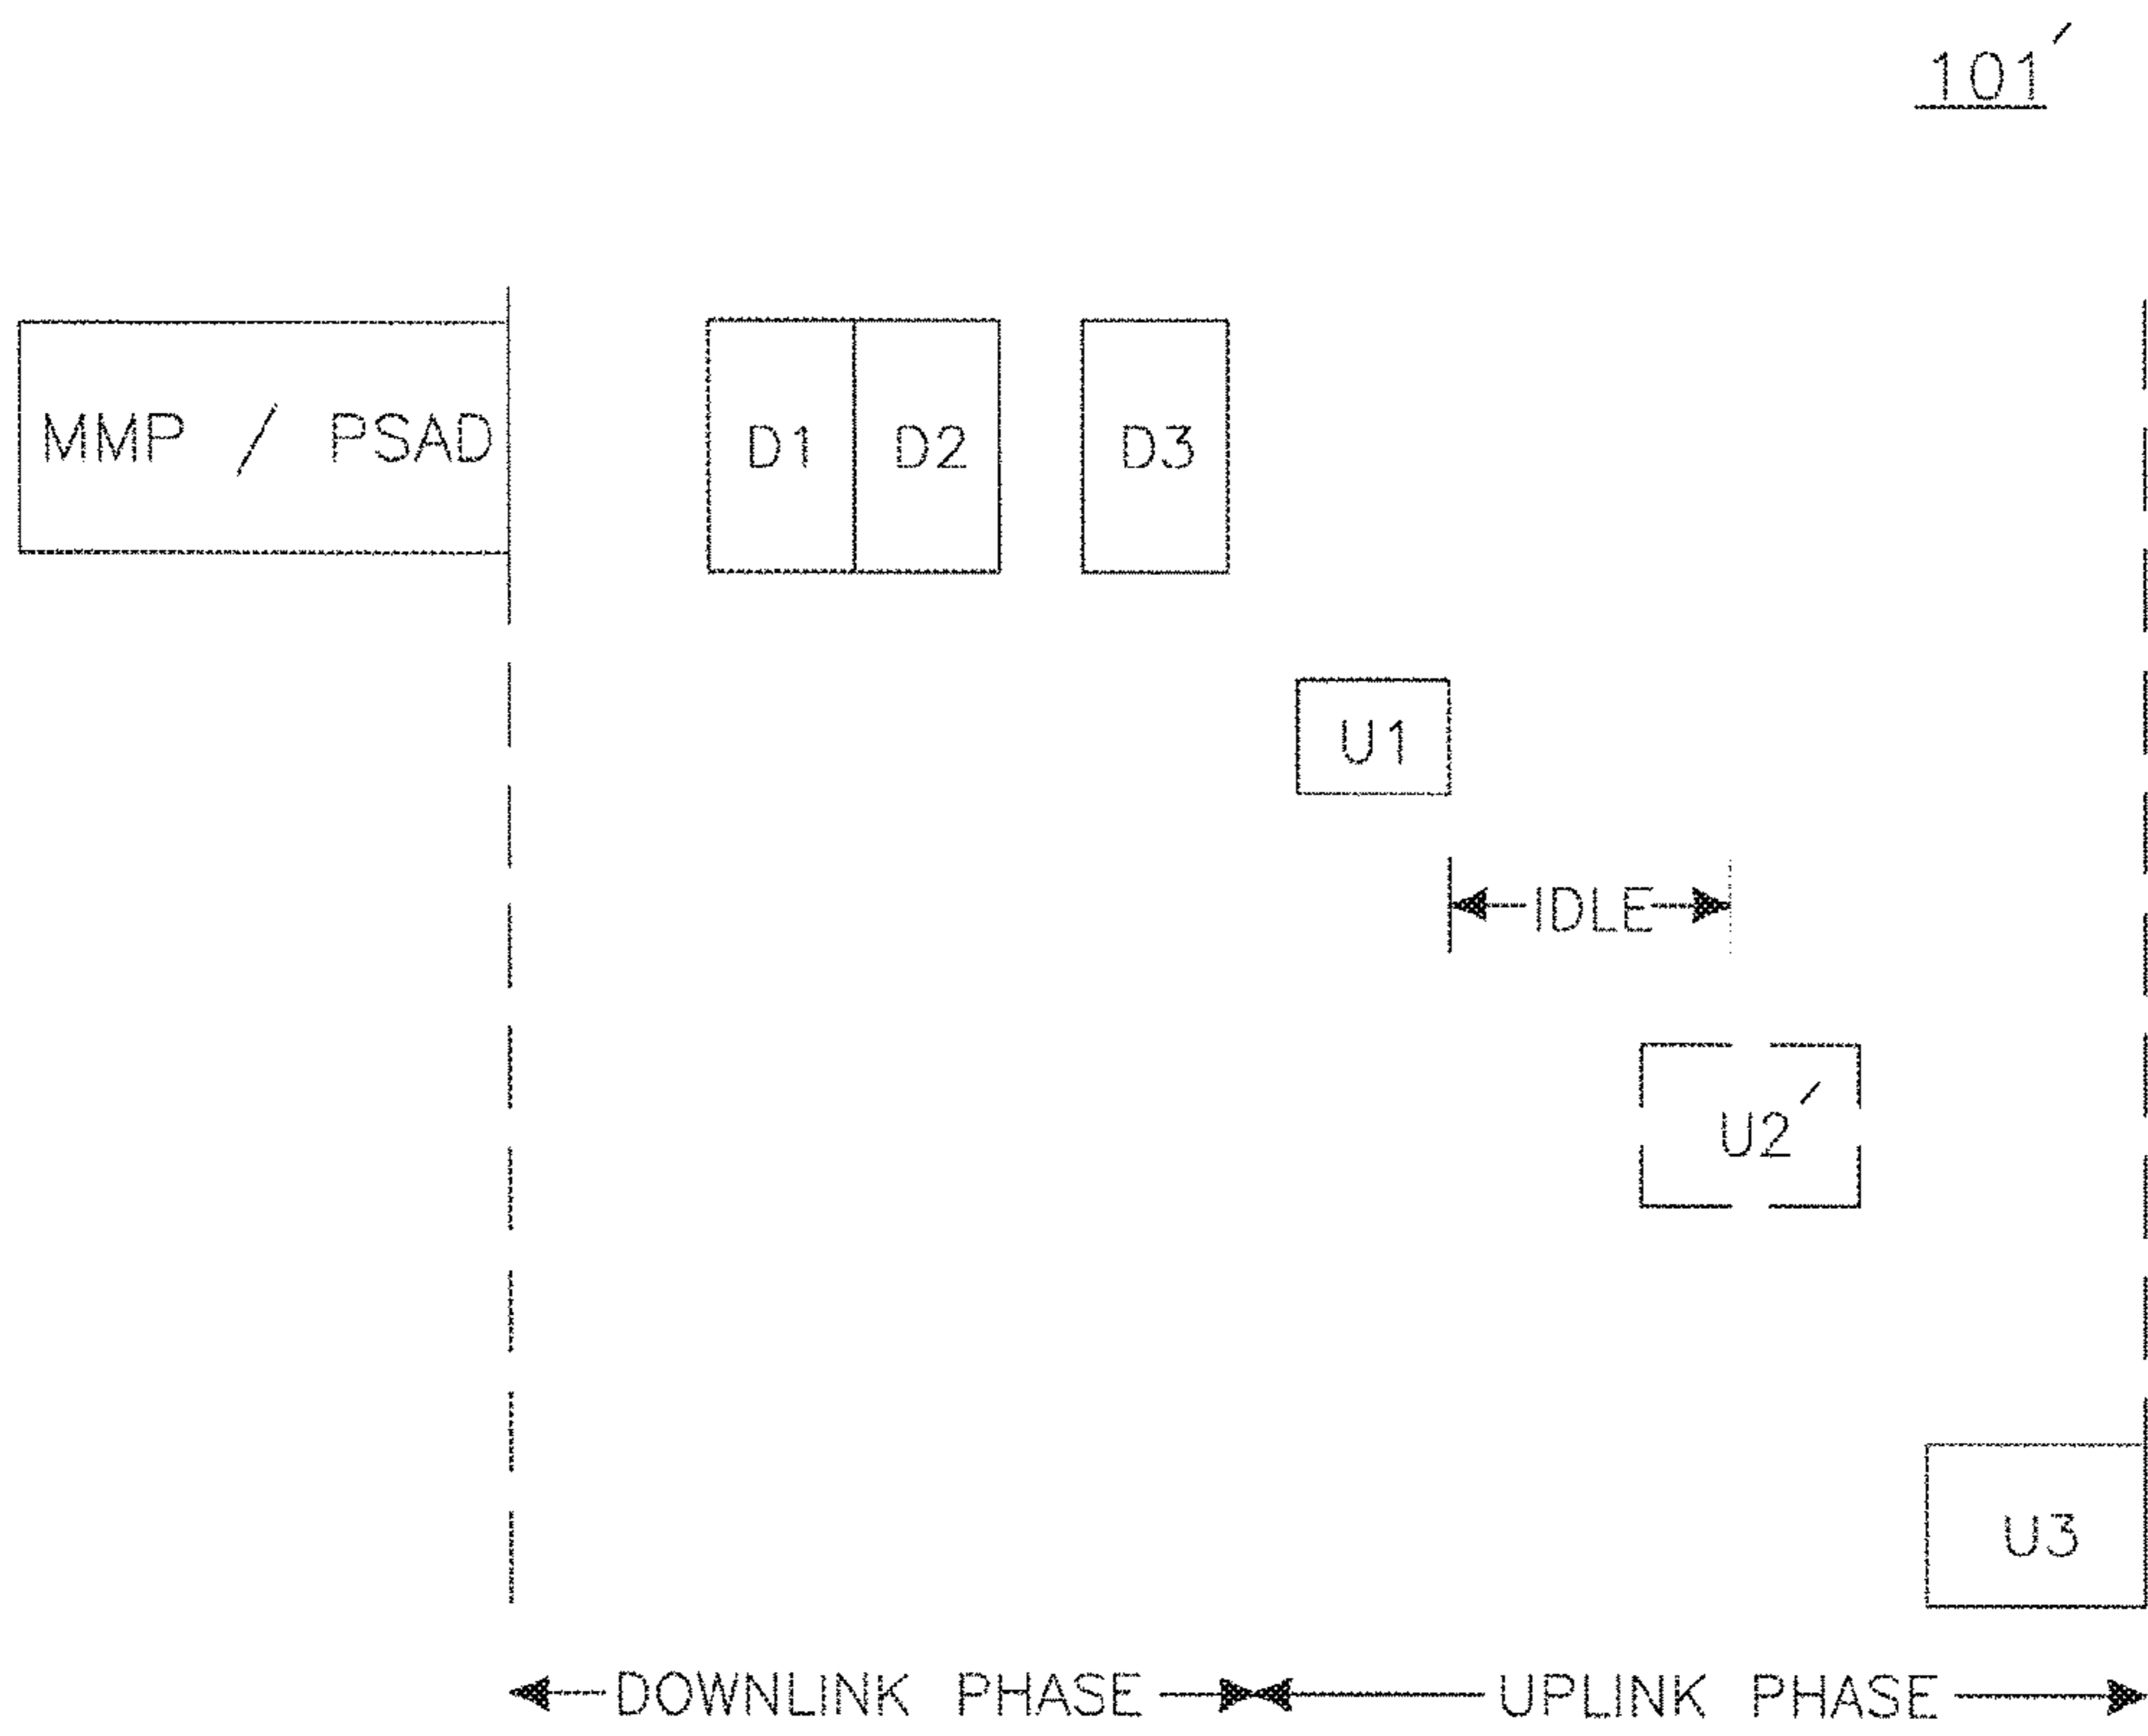 101′
MMP / PSAD
D1 D2 D3
U1
IDLE
U2′
U3
DOWNLINK PHASE UPLINK PHASE